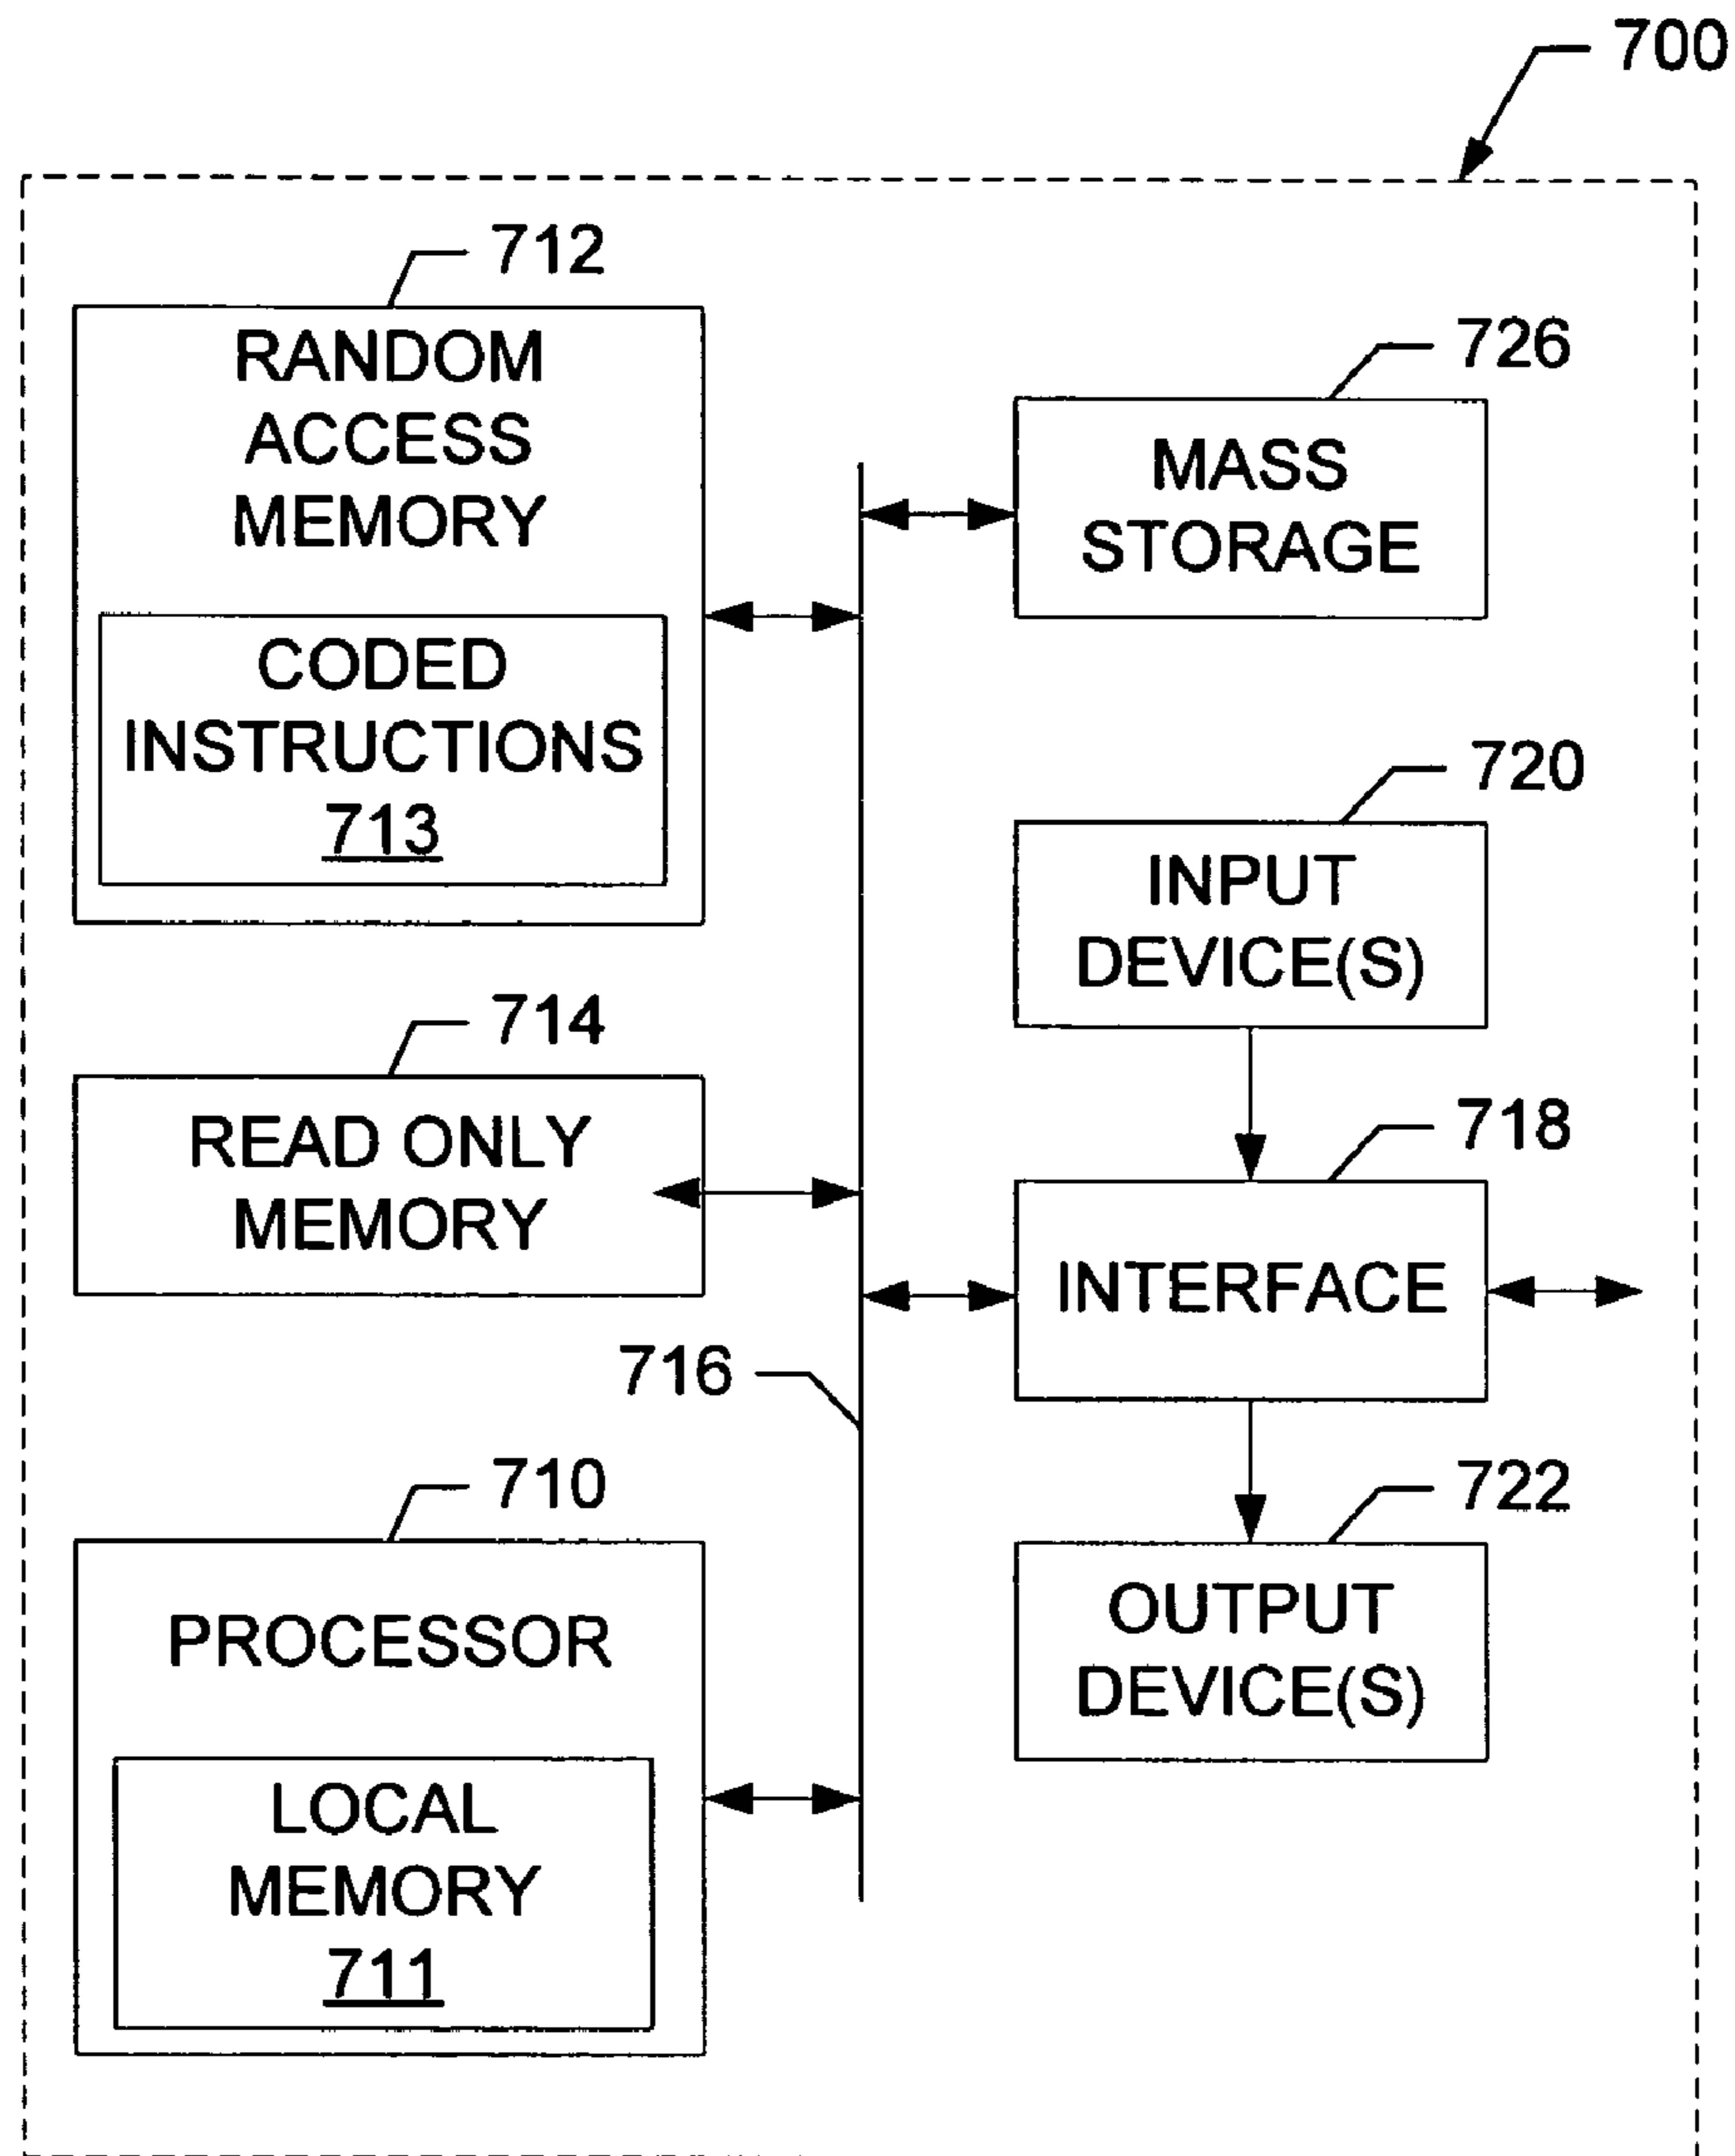 700
712
RANDOM
ACCESS
MEMORY
CODED
INSTRUCTIONS
713
726
MASS
STORAGE
720
INPUT
DEVICE(S)
714
READ ONLY
MEMORY
718
INTERFACE
716
710
PROCESSOR
LOCAL
MEMORY
711
722
OUTPUT
DEVICE(S)